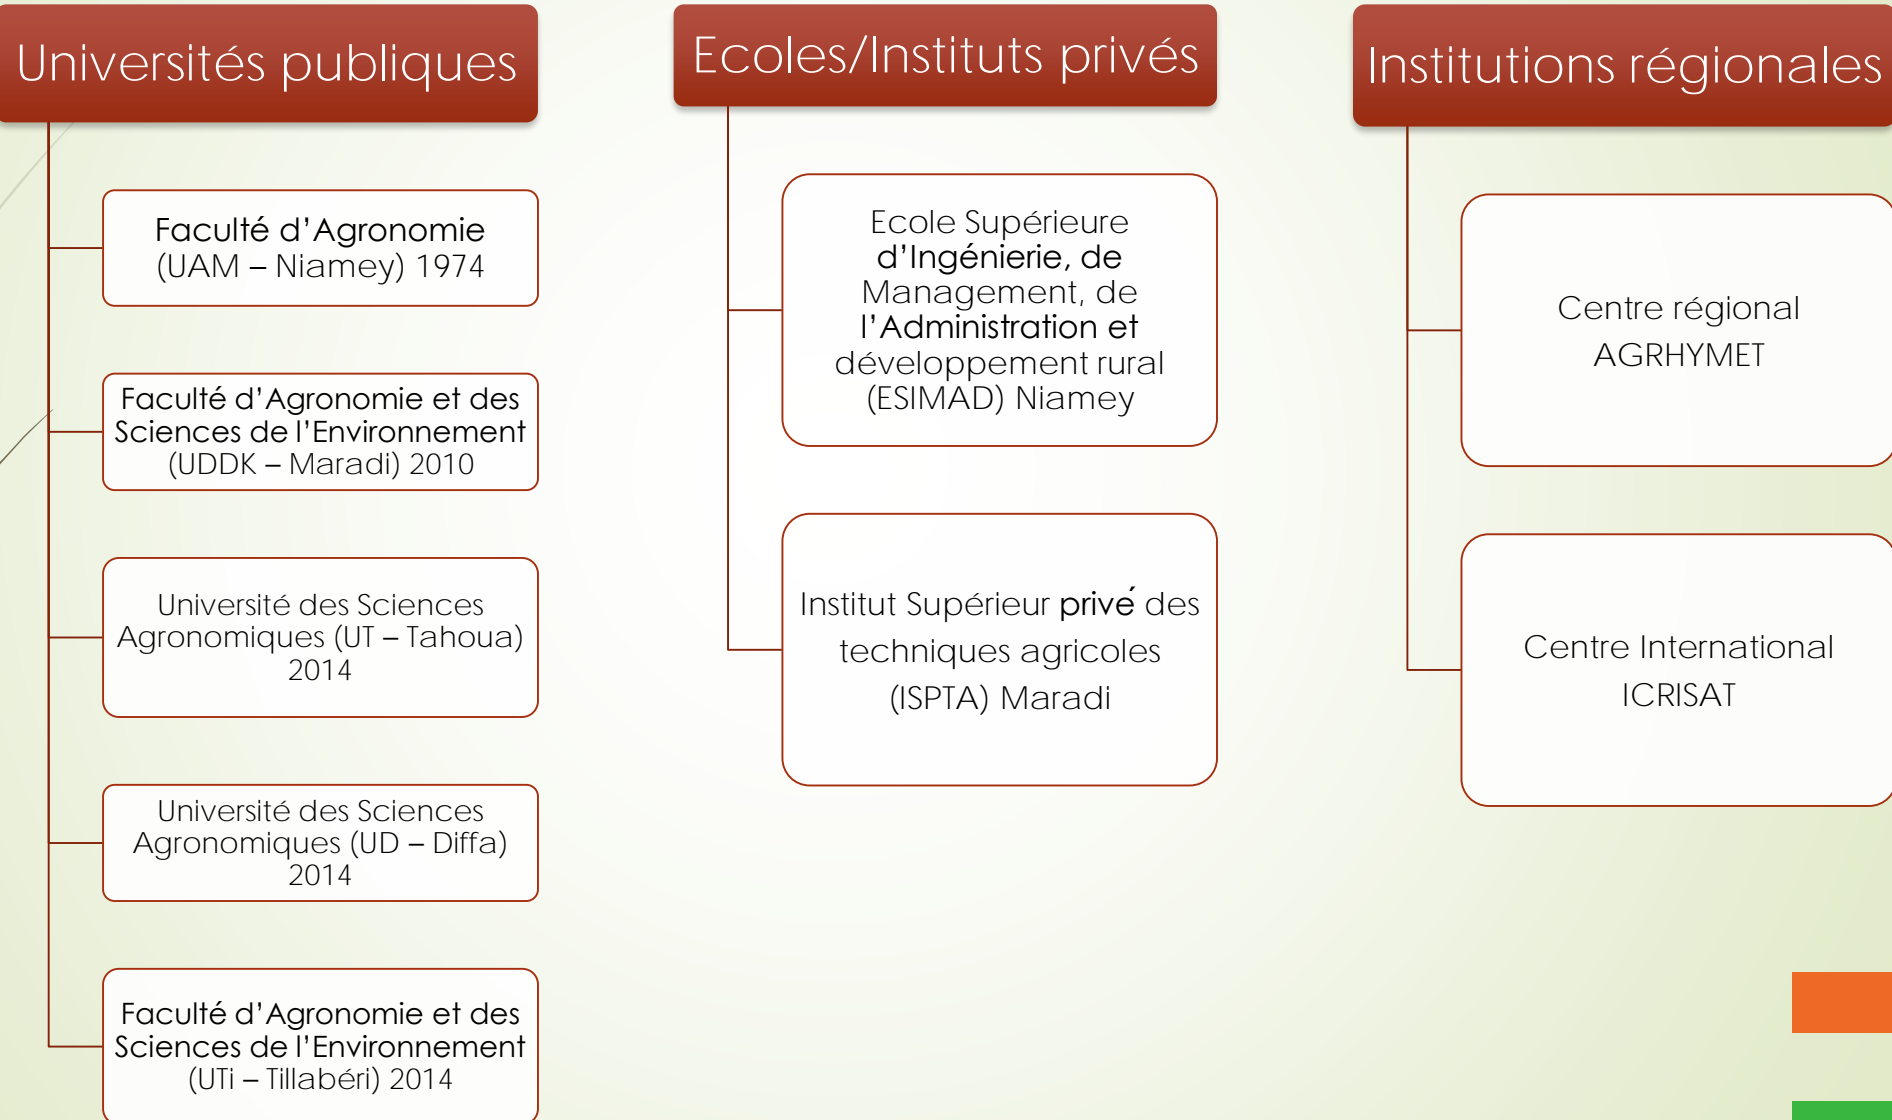 Universités publiques
Faculté d’Agronomie
(UAM – Niamey) 1974
Faculté d’Agronomie et des
Sciences de l’Environnement
(UDDK – Maradi) 2010
Université des Sciences
Agronomiques (UT – Tahoua)
2014
Université des Sciences
Agronomiques (UD – Diffa)
2014
Faculté d’Agronomie et des
Sciences de l’Environnement
(UTi – Tillabéri) 2014
Ecoles/Instituts privés
Ecole Supérieure
d’Ingénierie, de
Management, de
l’Administration et
développement rural
(ESIMAD) Niamey
Institut Supérieur privé des
techniques agricoles
(ISPTA) Maradi
Institutions régionales
Centre régional
AGRHYMET
Centre International
ICRISAT